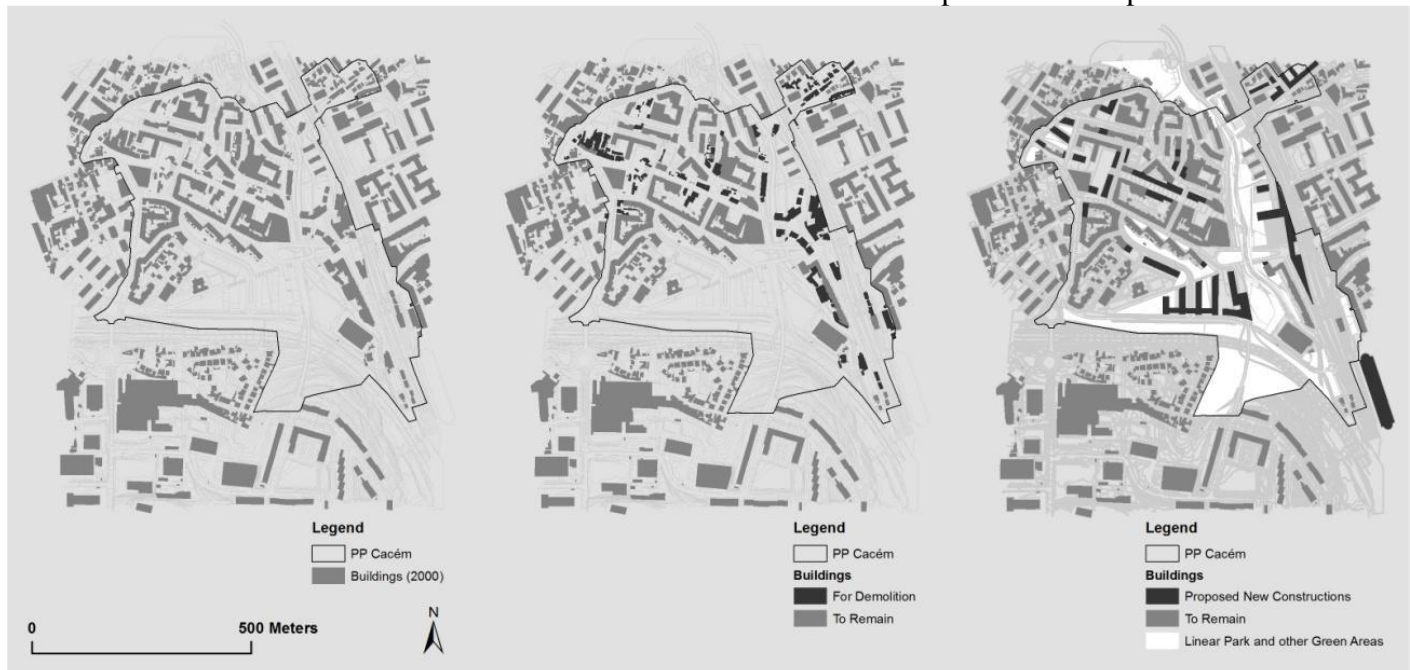 Legend
PP Cacém
Buildings (2000)
0 500 Meters
N
Legend
PP Cacém
Buildings
For Demolition
To Remain
Legend
PP Cacém
Buildings
Proposed New Constructions
To Remain
Linear Park and other Green Areas